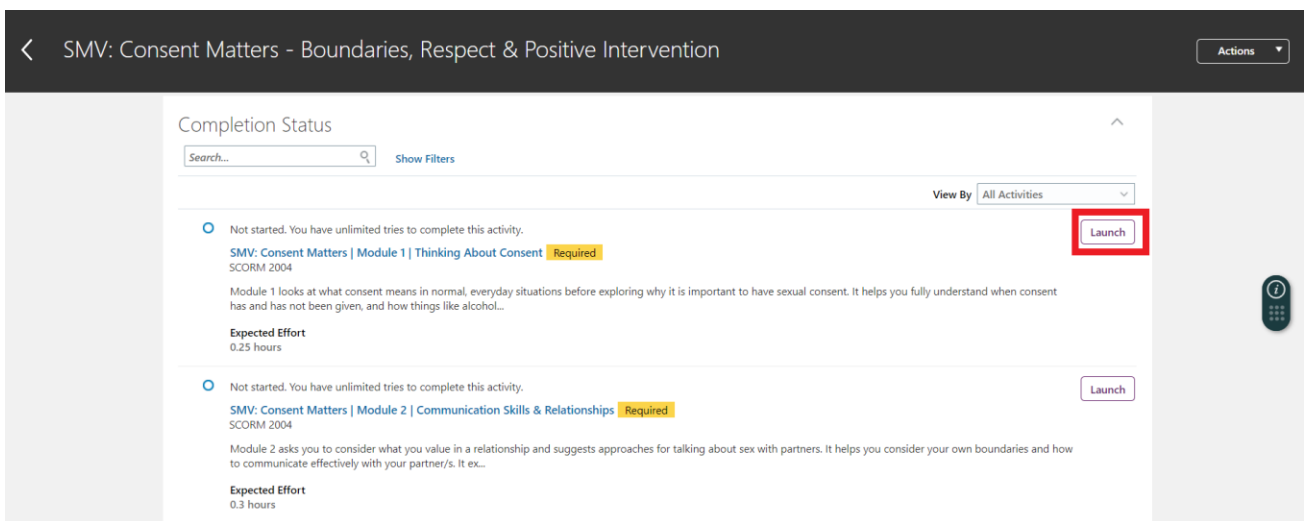 SMV: Consent Matters - Boundaries, Respect & Positive Intervention
Actions
Completion Status
Search...
Show Filters
View By All Activities
Not started. You have unlimited tries to complete this activity.
Launch
SMV: Consent Matters | Module 1 | Thinking About Consent Required
SCORM 2004
Module 1 looks at what consent means in normal, everyday situations before exploring why it is important to have sexual consent. It helps you fully understand when consent
has and has not been given, and how things like alcohol...
Expected Effort
0.25 hours
Not started. You have unlimited tries to complete this activity.
Launch
SMV: Consent Matters | Module 2 | Communication Skills & Relationships Required
SCORM 2004
Module 2 asks you to consider what you value in a relationship and suggests approaches for talking about sex with partners. It helps you consider your own boundaries and how
to communicate effectively with your partner/s. It ex...
Expected Effort
0.3 hours